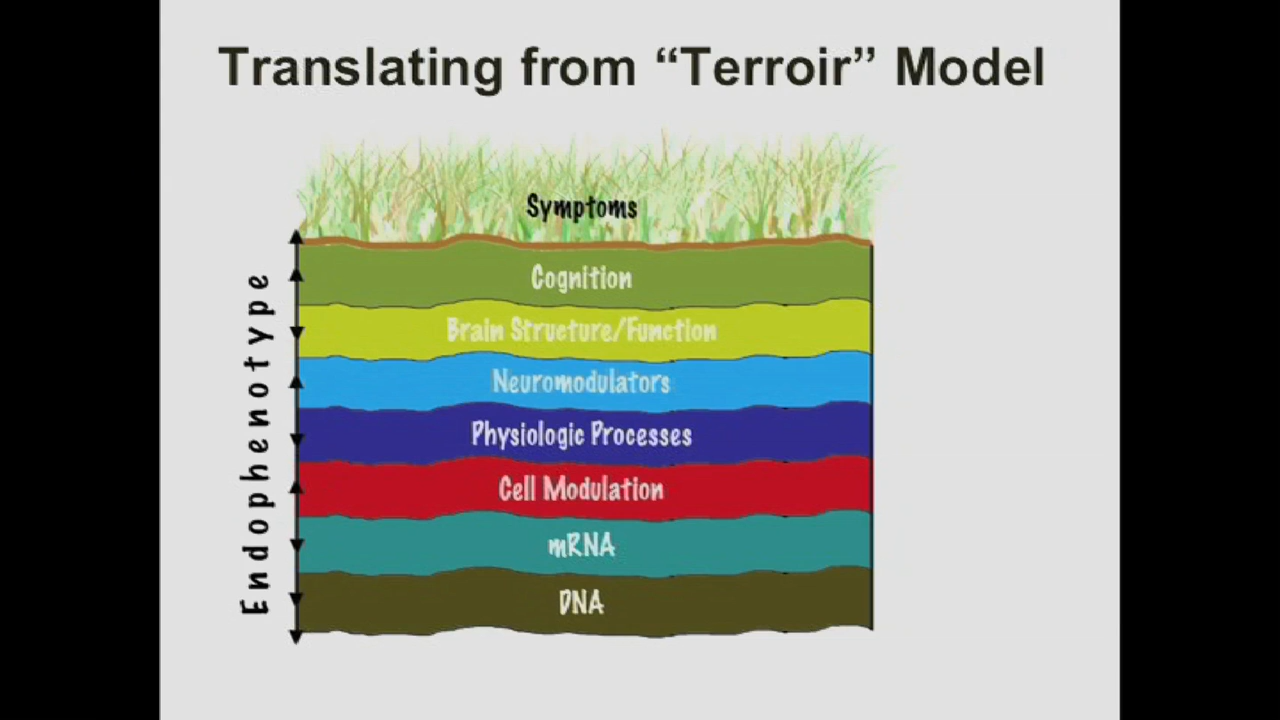 Translating from “Terroir” Model
Symptoms
Cognition
Brain Structure/Function
Neuromodulators
Physiologic Processes
Cell Modulation
mRNA
DNA
Endophenotype